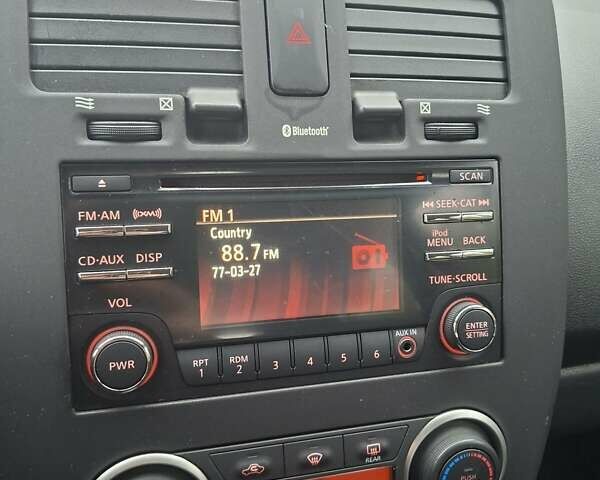 Bluetooth
SCAN
FM·AM
(XM)
SEEK·CAT
CD·AUX DISP
iPod
MENU BACK
VOL
TUNE·SCROLL
FM 1
Country
88.7 FM
77-03-27
PWR
ENTER
SETTING
AUX IN
RPT
1
RDM
2
3
4
5
6
REAR